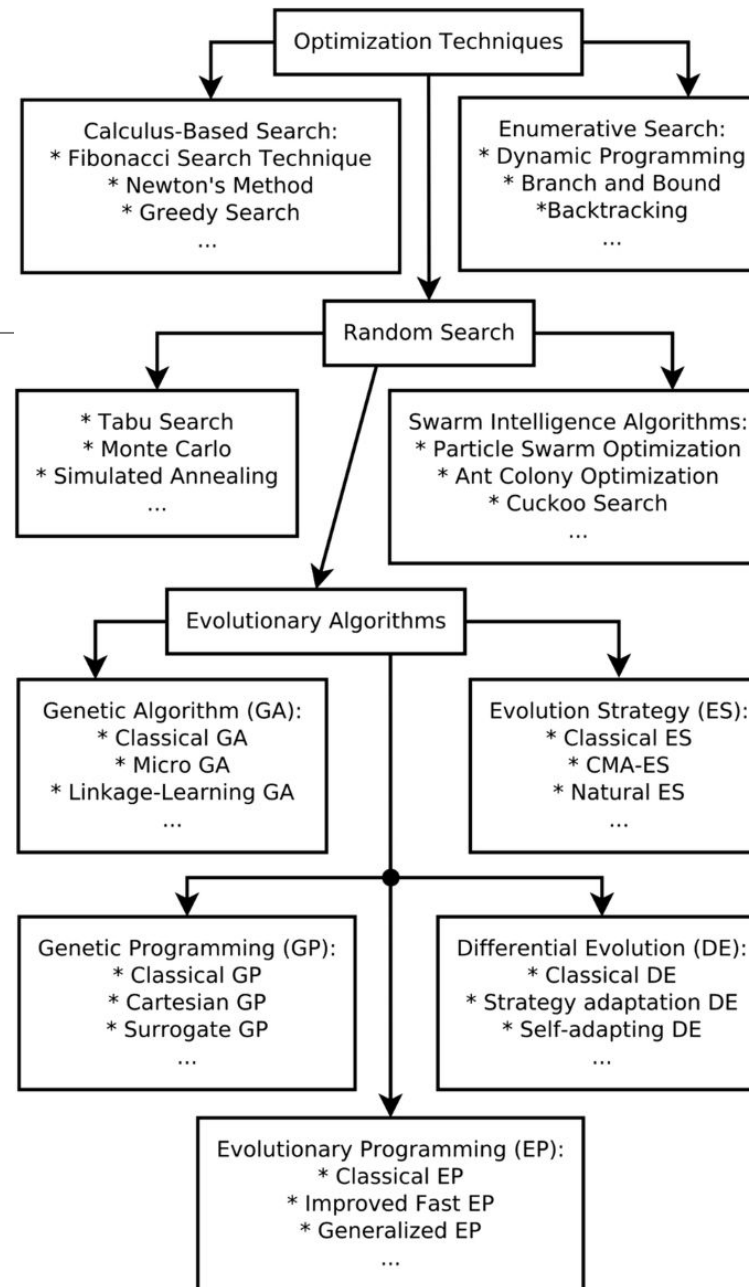 Optimization Techniques
Calculus-Based Search:
* Fibonacci Search Technique
* Newton's Method
* Greedy Search
...
Enumerative Search:
* Dynamic Programming
* Branch and Bound
*Backtracking
...
Random Search
* Tabu Search
* Monte Carlo
* Simulated Annealing
...
Swarm Intelligence Algorithms:
* Particle Swarm Optimization
* Ant Colony Optimization
* Cuckoo Search
...
Evolutionary Algorithms
Genetic Algorithm (GA):
* Classical GA
* Micro GA
* Linkage-Learning GA
...
Evolution Strategy (ES):
* Classical ES
* CMA-ES
* Natural ES
...
Genetic Programming (GP):
* Classical GP
* Cartesian GP
* Surrogate GP
...
Differential Evolution (DE):
* Classical DE
* Strategy adaptation DE
* Self-adapting DE
...
Evolutionary Programming (EP):
* Classical EP
* Improved Fast EP
* Generalized EP
...